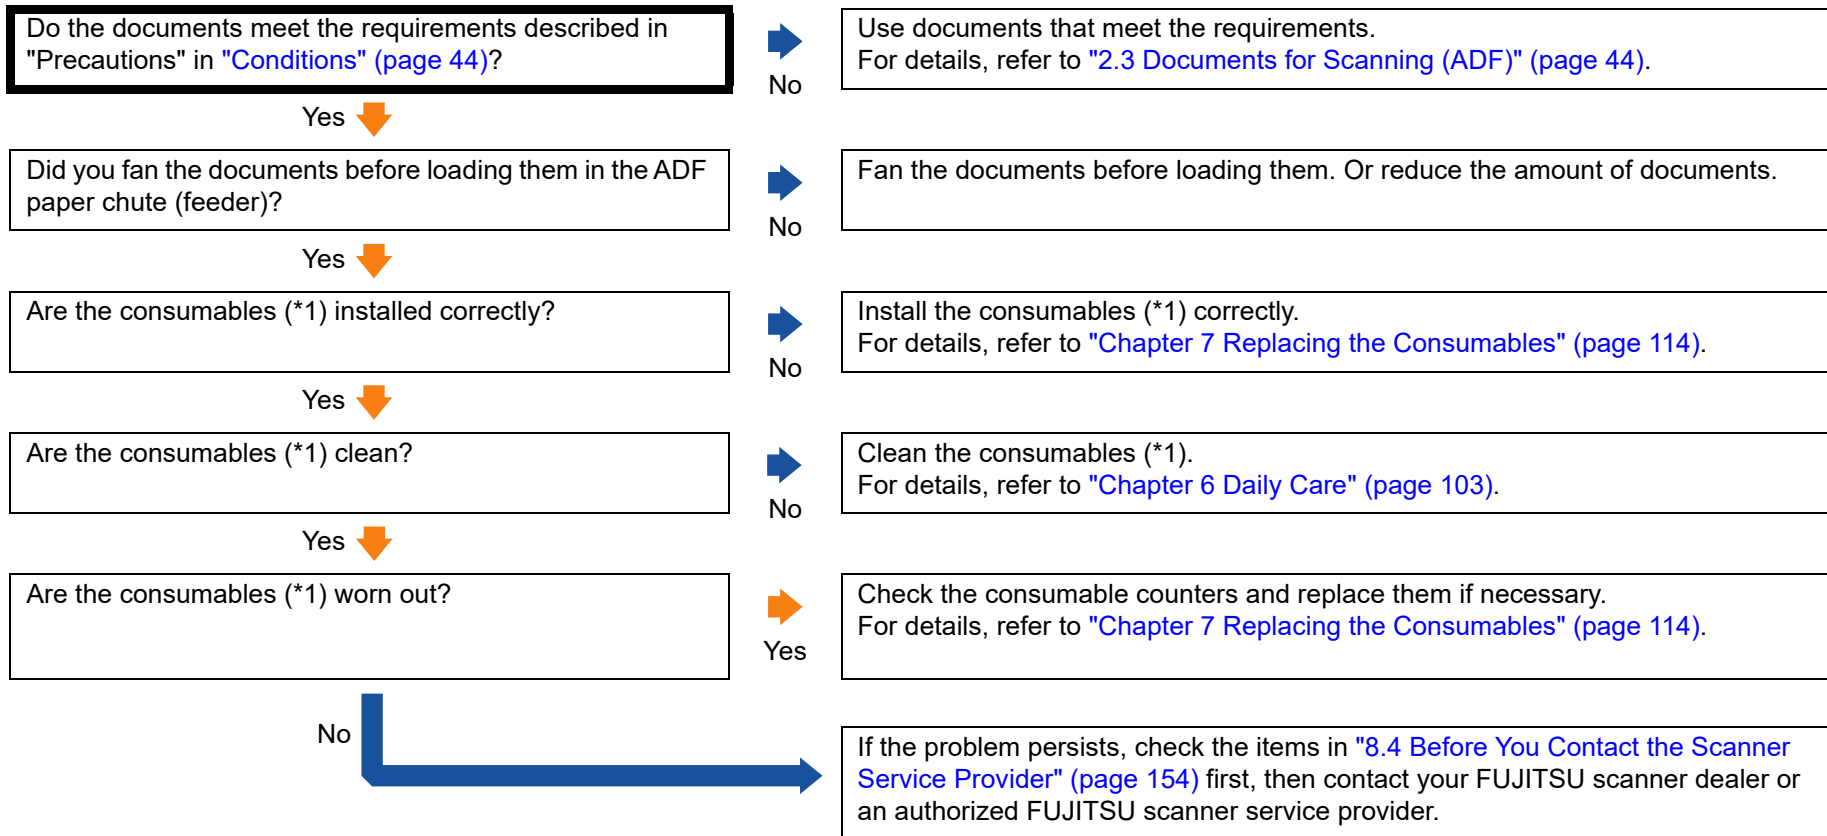 Do the documents meet the requirements described in
"Precautions" in "Conditions" (page 44)?
No
Use documents that meet the requirements.
For details, refer to "2.3 Documents for Scanning (ADF)" (page 44).
Yes
Did you fan the documents before loading them in the ADF
paper chute (feeder)?
No
Fan the documents before loading them. Or reduce the amount of documents.
Yes
Are the consumables (*1) installed correctly?
No
Install the consumables (*1) correctly.
For details, refer to "Chapter 7 Replacing the Consumables" (page 114).
Yes
Are the consumables (*1) clean?
No
Clean the consumables (*1).
For details, refer to "Chapter 6 Daily Care" (page 103).
Yes
Are the consumables (*1) worn out?
Yes
Check the consumable counters and replace them if necessary.
For details, refer to "Chapter 7 Replacing the Consumables" (page 114).
No
If the problem persists, check the items in "8.4 Before You Contact the Scanner
Service Provider" (page 154) first, then contact your FUJITSU scanner dealer or
an authorized FUJITSU scanner service provider.